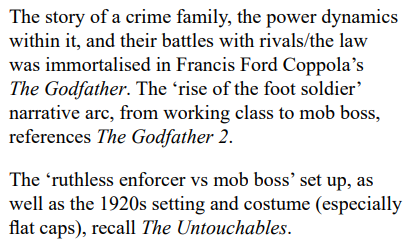 The story of a crime family, the power dynamics
within it, and their battles with rivals/the law
was immortalised in Francis Ford Coppola’s
The Godfather. The ‘rise of the foot soldier’
narrative arc, from working class to mob boss,
references The Godfather 2.
The ‘ruthless enforcer vs mob boss’ set up, as
well as the 1920s setting and costume (especially
flat caps), recall The Untouchables.